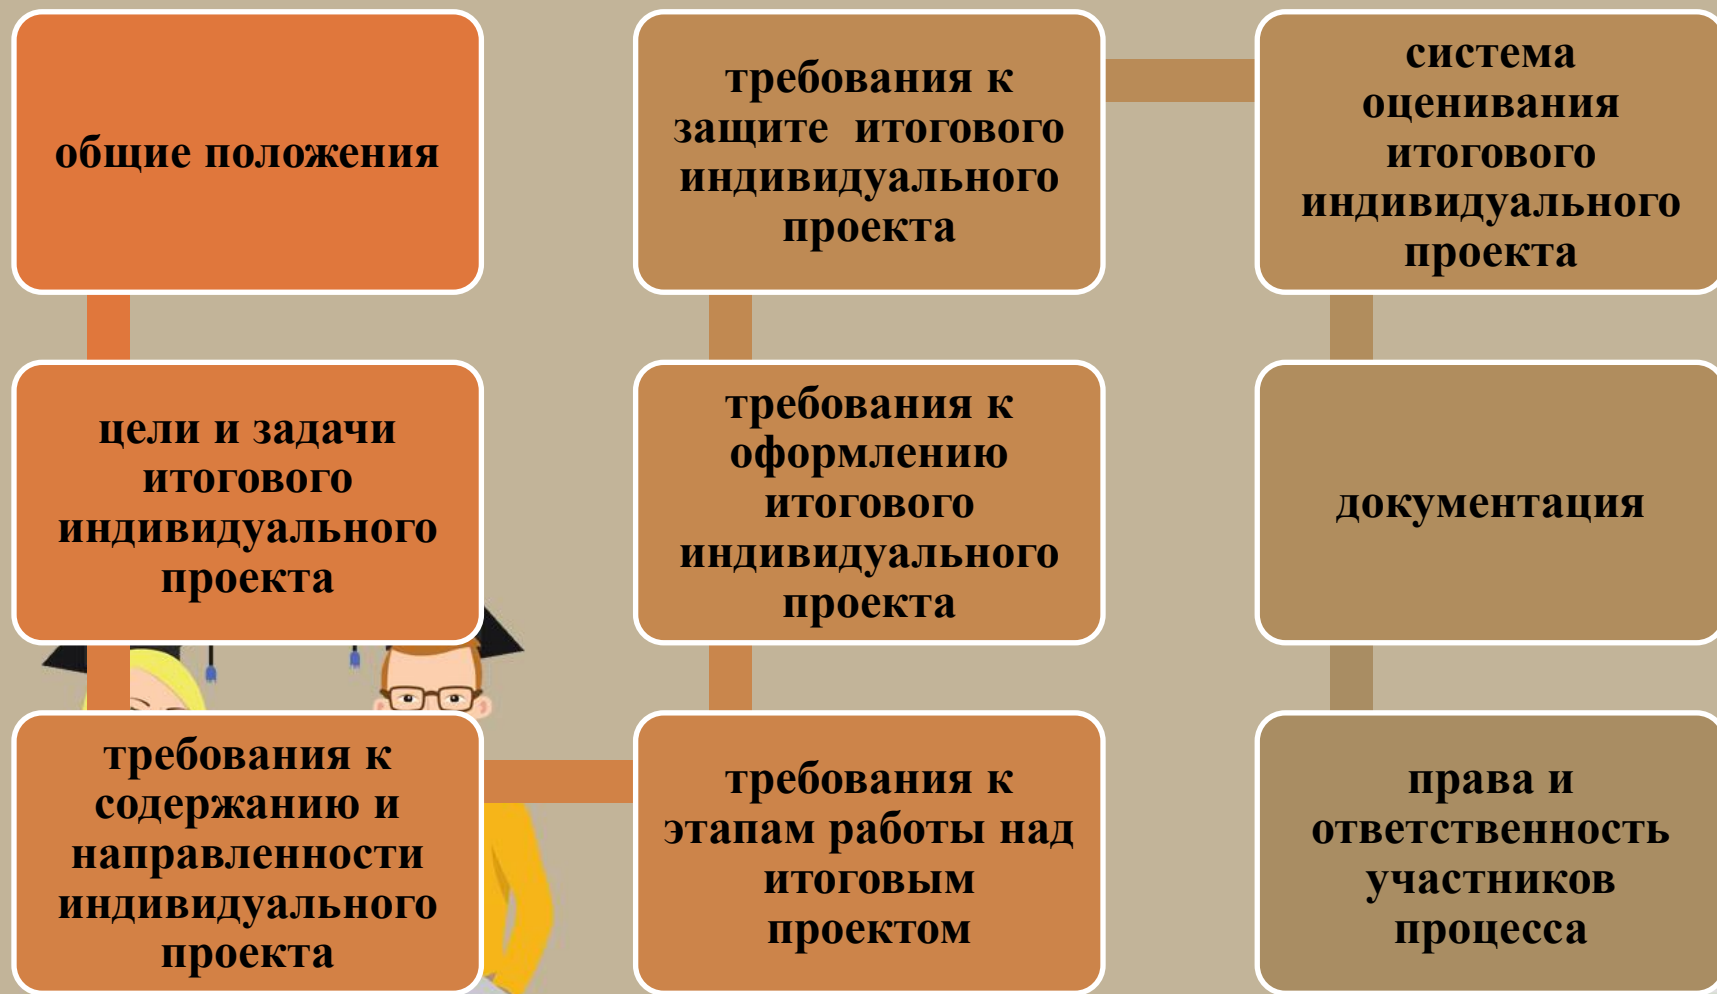 общие положения
цели и задачи
итогового
индивидуального
проекта
требования к
содержанию и
направленности
индивидуального
проекта
требования к
этапам работы над
итоговым
проектом
требования к
оформлению
итогового
индивидуального
проекта
требования к
защите итогового
индивидуального
проекта
система
оценивания
итогового
индивидуального
проекта
документация
права и
ответственность
участников
процесса